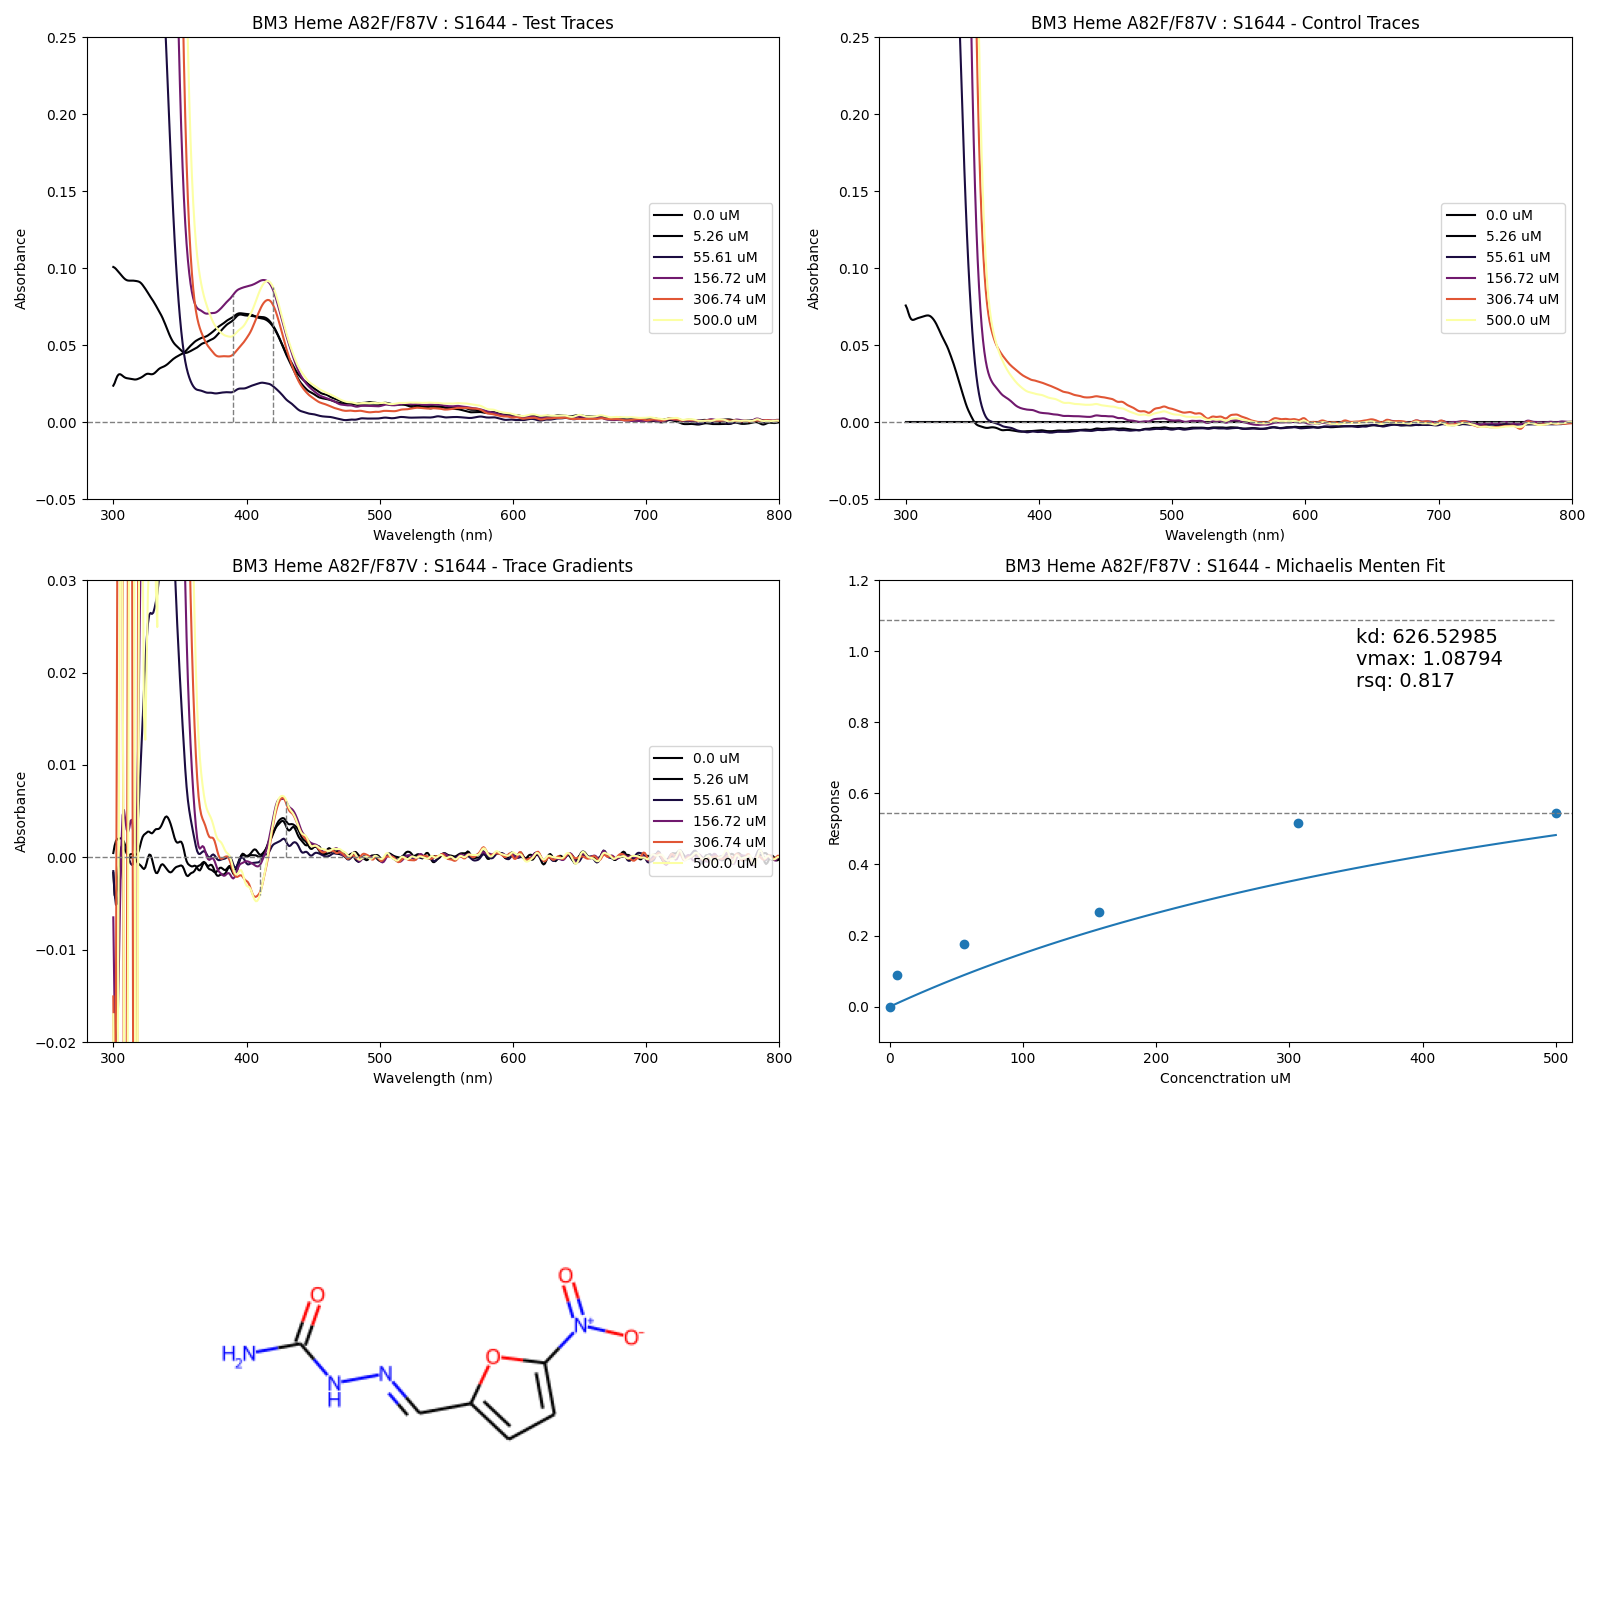 BM3 Heme A82F/F87V : S1644 - Test Traces
0.25
0.20
0.15
0.10
0.05
0.00
−0.05
Absorbance
0.0 uM
5.26 uM
55.61 uM
156.72 uM
306.74 uM
500.0 uM
300 400 500 600 700 800
Wavelength (nm)
BM3 Heme A82F/F87V : S1644 - Control Traces
0.25
0.20
0.15
0.10
0.05
0.00
−0.05
Absorbance
0.0 uM
5.26 uM
55.61 uM
156.72 uM
306.74 uM
500.0 uM
300 400 500 600 700 800
Wavelength (nm)
BM3 Heme A82F/F87V : S1644 - Trace Gradients
0.03
0.02
0.01
0.00
−0.01
−0.02
Absorbance
0.0 uM
5.26 uM
55.61 uM
156.72 uM
306.74 uM
500.0 uM
300 400 500 600 700 800
Wavelength (nm)
BM3 Heme A82F/F87V : S1644 - Michaelis Menten Fit
1.2
1.0
0.8
0.6
0.4
0.2
0.0
Response
kd: 626.52985
vmax: 1.08794
rsq: 0.817
0 100 200 300 400 500
Concenctration uM
O
O
N+
O−
H2N
N
O
N
H